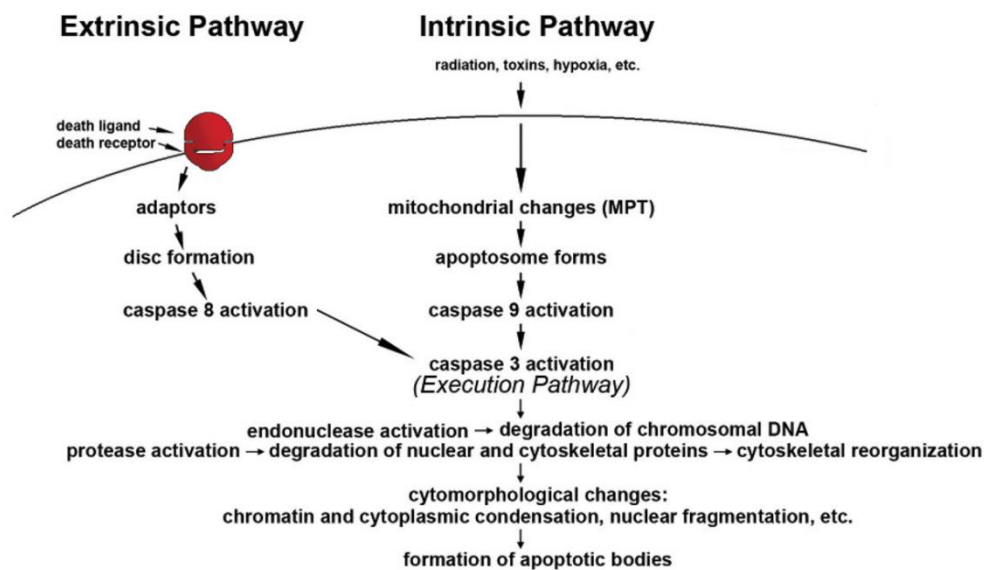 Extrinsic Pathway
Intrinsic Pathway
radiation, toxins, hypoxia, etc.
death ligand
death receptor
adaptors
mitochondrial changes (MPT)
disc formation
apoptosome forms
caspase 8 activation
caspase 9 activation
caspase 3 activation
(Execution Pathway)
endonuclease activation → degradation of chromosomal DNA
protease activation → degradation of nuclear and cytoskeletal proteins → cytoskeletal reorganization
cytomorphological changes:
chromatin and cytoplasmic condensation, nuclear fragmentation, etc.
formation of apoptotic bodies